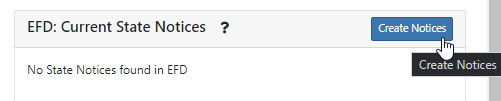 EFD: Current State Notices ?
Create Notices
Create Notices
No State Notices found in EFD